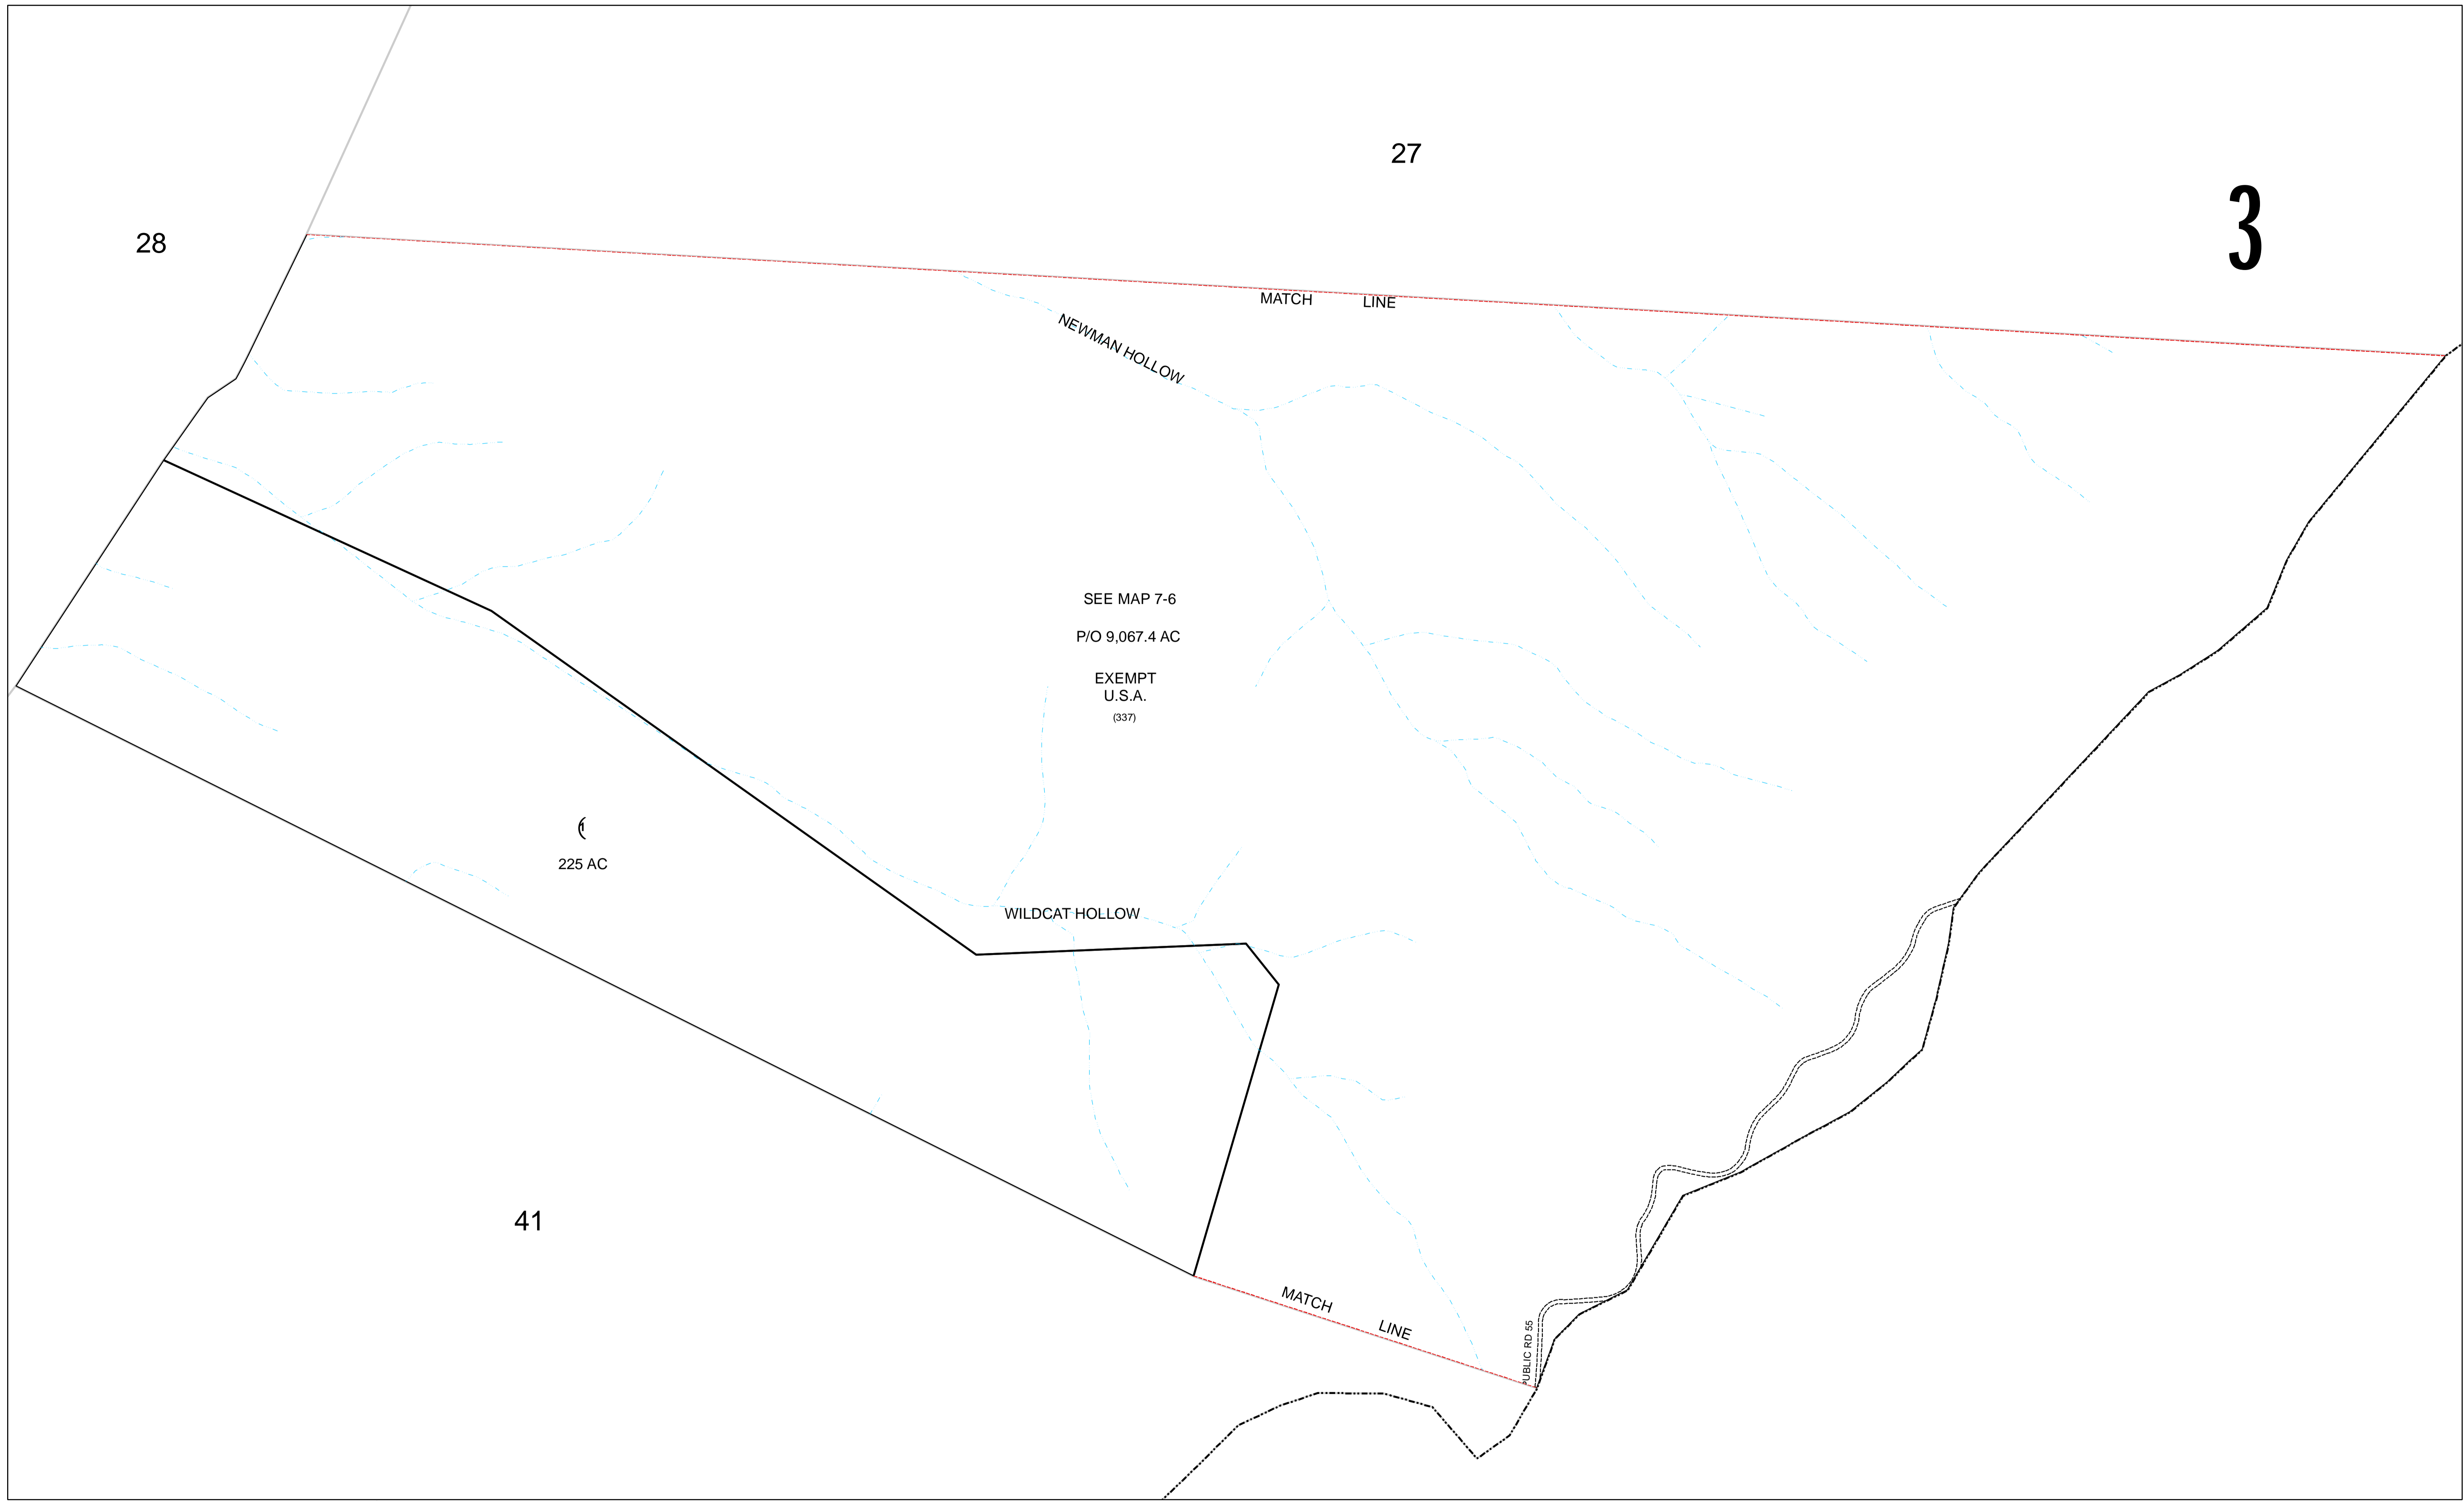 27
3
28
MATCH LINE
NEWMAN HOLLOW
SEE MAP 7-6
P/O 9,067.4 AC
EXEMPT
U.S.A.
(337)
1
225 AC
WILDCAT HOLLOW
41
MATCH LINE
PUBLIC RD 55